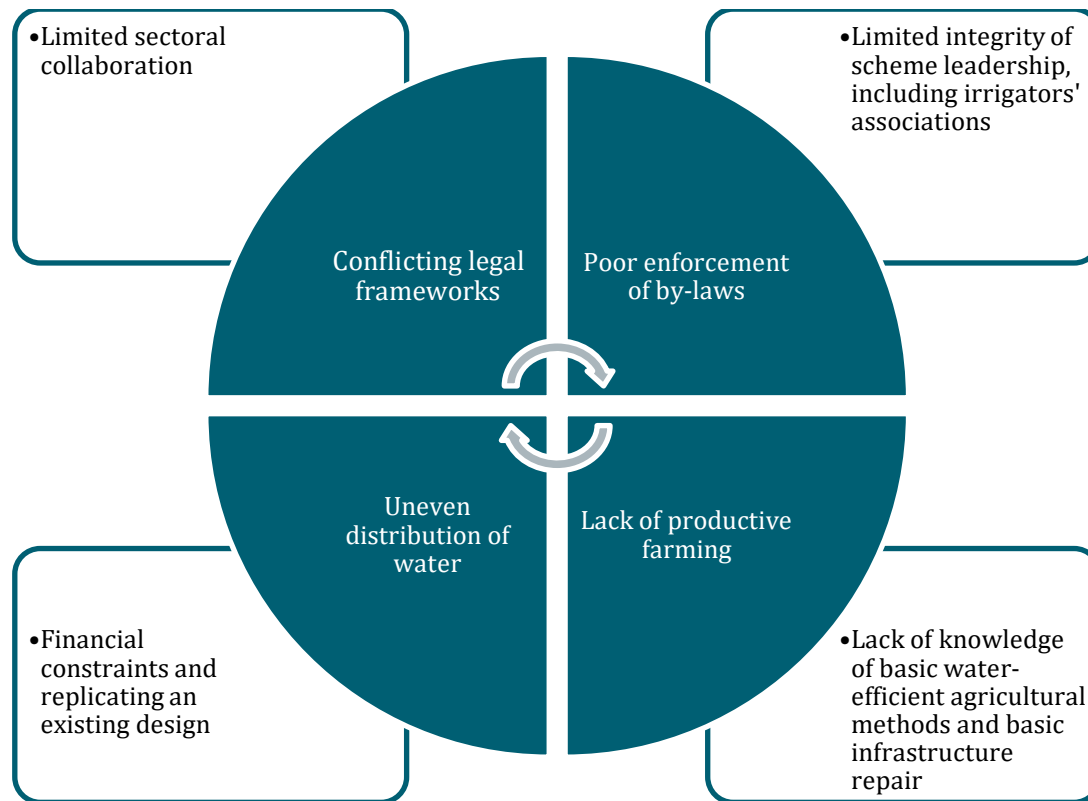 •Limited sectoral
collaboration
•Limited integrity of
scheme leadership,
including irrigators'
associations
Conflicting legal
frameworks
Poor enforcement
of by-laws
Uneven
distribution of
water
Lack of productive
farming
•Financial
constraints and
replicating an
existing design
•Lack of knowledge
of basic water-
efficient agricultural
methods and basic
infrastructure
repair